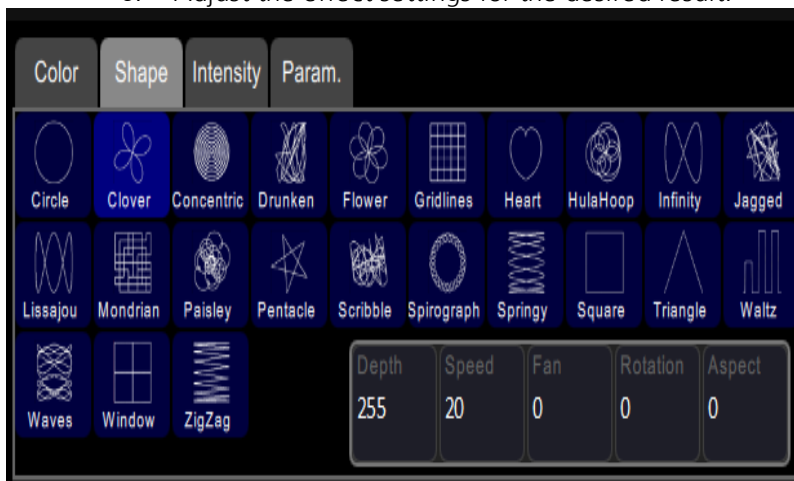 Adjust the effect settings for the desired result.
Color Shape Intensity Param.
Circle Clover Concentric Drunken Flower Gridlines Heart HulaHoop Infinity Jagged
Lissajou Mondrian Paisley Pentacle Scribble Spirograph Springy Square Triangle Waltz
Depth Speed Fan Rotation Aspect
255 20 0 0 0
Waves Window ZigZag